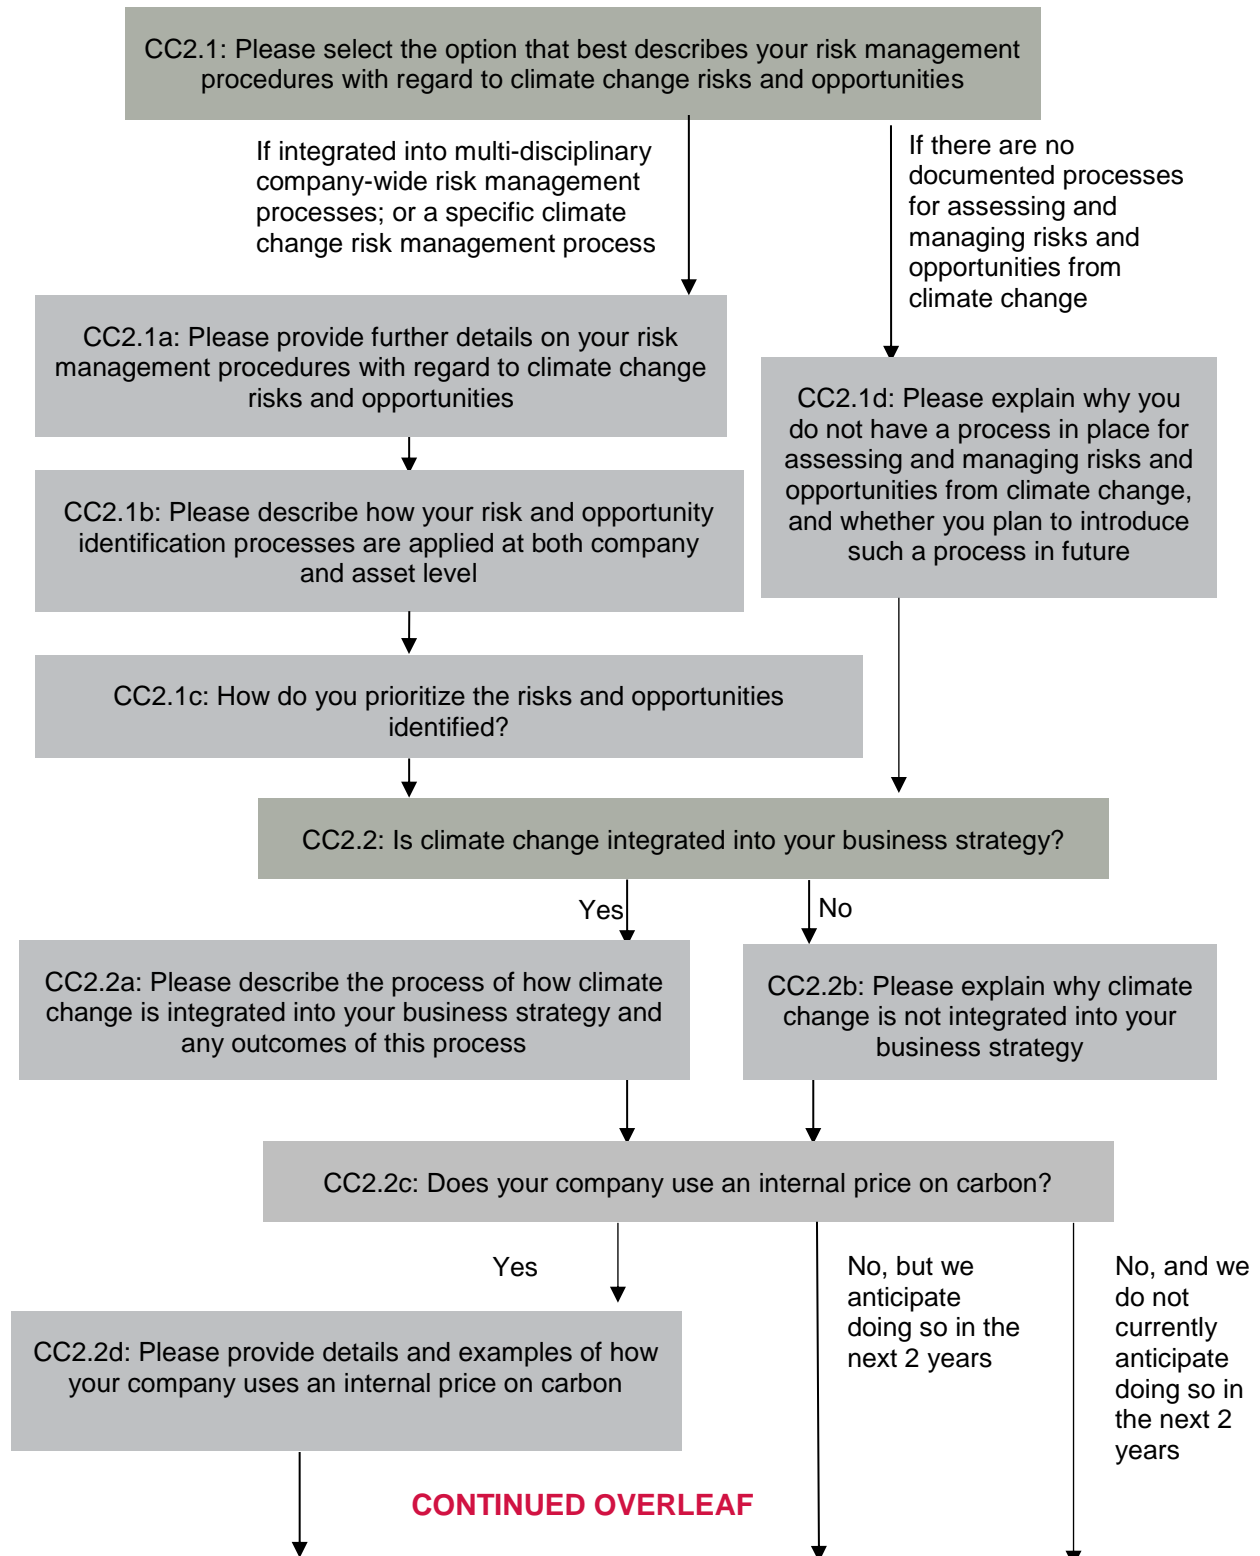 CC2.1: Please select the option that best describes your risk management
procedures with regard to climate change risks and opportunities
If integrated into multi-disciplinary
company-wide risk management
processes; or a specific climate
change risk management process
If there are no
documented processes
for assessing and
managing risks and
opportunities from
climate change
CC2.1a: Please provide further details on your risk
management procedures with regard to climate change
risks and opportunities
CC2.1d: Please explain why you
do not have a process in place for
assessing and managing risks and
opportunities from climate change,
and whether you plan to introduce
such a process in future
CC2.1b: Please describe how your risk and opportunity
identification processes are applied at both company
and asset level
CC2.1c: How do you prioritize the risks and opportunities
identified?
CC2.2: Is climate change integrated into your business strategy?
Yes
No
CC2.2a: Please describe the process of how climate
change is integrated into your business strategy and
any outcomes of this process
CC2.2b: Please explain why climate
change is not integrated into your
business strategy
CC2.2c: Does your company use an internal price on carbon?
Yes
No, but we
anticipate
doing so in the
next 2 years
No, and we
do not
currently
anticipate
doing so in
the next 2
years
CC2.2d: Please provide details and examples of how
your company uses an internal price on carbon
CONTINUED OVERLEAF